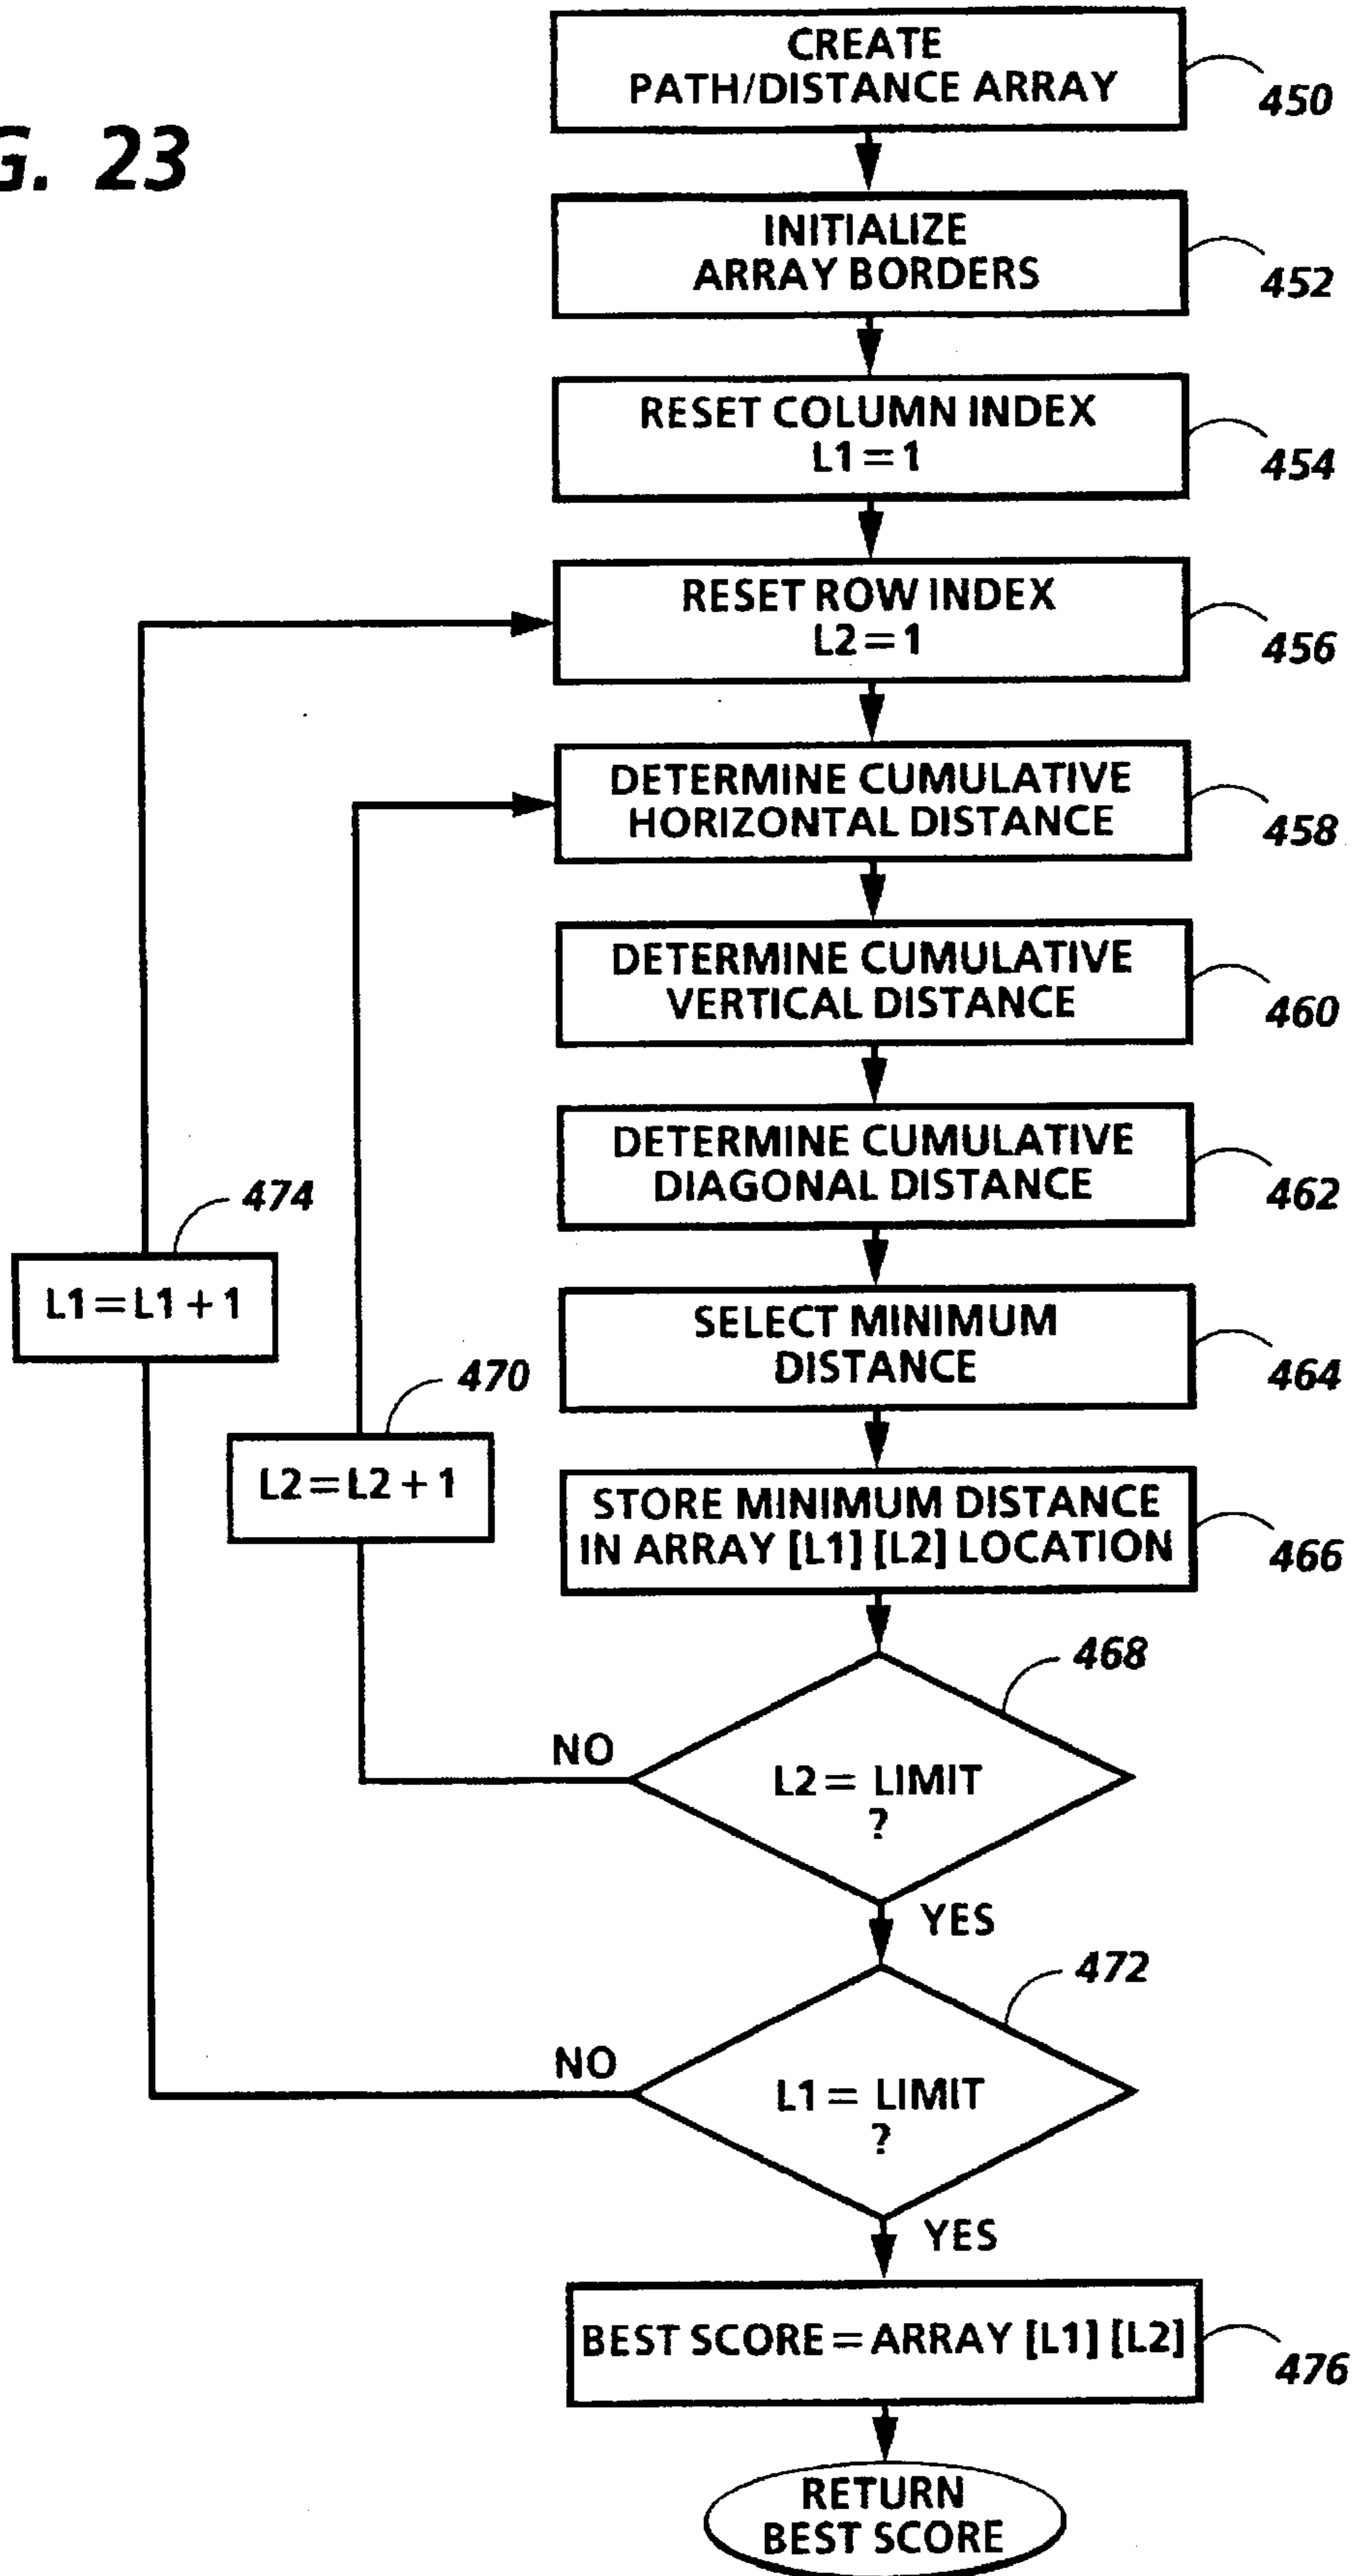 G. 23
CREATE
PATH/DISTANCE ARRAY
450
INITIALIZE
ARRAY BORDERS
452
RESET COLUMN INDEX
L1=1
454
RESET ROW INDEX
L2=1
456
DETERMINE CUMULATIVE
HORIZONTAL DISTANCE
458
DETERMINE CUMULATIVE
VERTICAL DISTANCE
460
DETERMINE CUMULATIVE
DIAGONAL DISTANCE
462
474
L1=L1+1
SELECT MINIMUM
DISTANCE
464
470
L2=L2+1
STORE MINIMUM DISTANCE
IN ARRAY [L1] [L2] LOCATION
466
468
NO
L2= LIMIT
?
YES
472
NO
L1= LIMIT
?
YES
BEST SCORE=ARRAY [L1] [L2]
476
RETURN
BEST SCORE